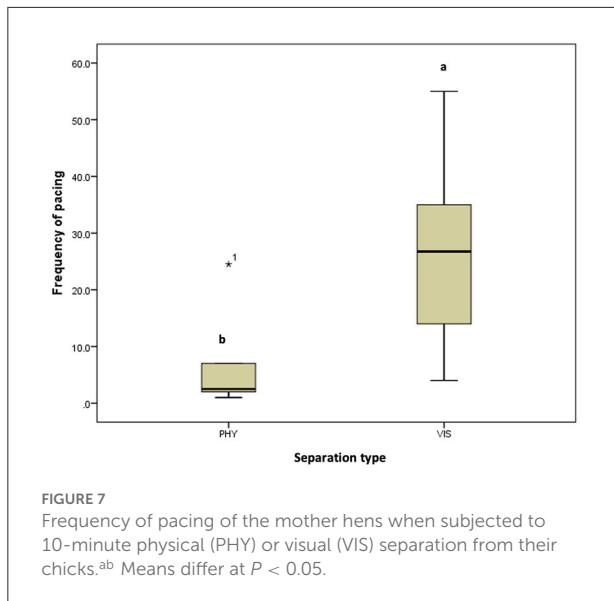 60.0
a
50.0
40.0
Frequency of pacing
30.0
*1
20.0
b
10.0
.0
PHY
VIS
Separation type
FIGURE 7
Frequency of pacing of the mother hens when subjected to
10-minute physical (PHY) or visual (VIS) separation from their
chicks.ab Means differ at P < 0.05.